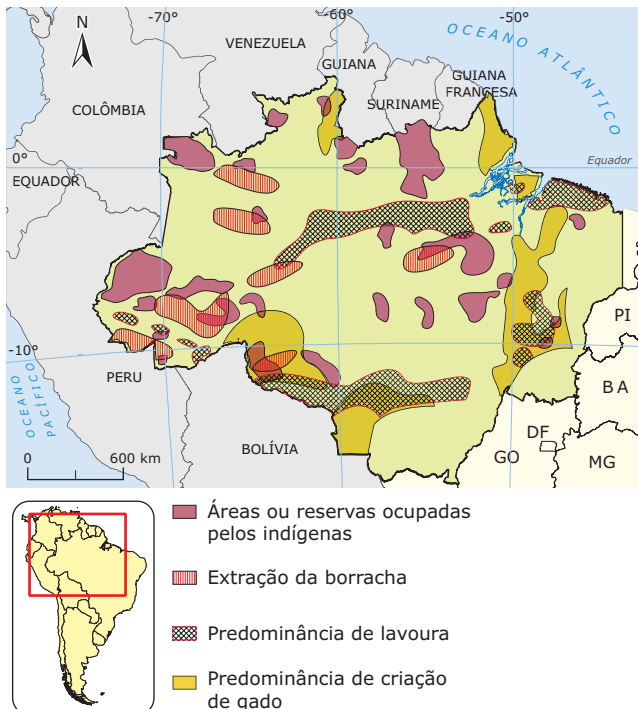 -70°
-60°
-50°
N
OCEANO ATLÂNTICO
VENEZUELA
GUIANA
GUIANA
FRANCESA
SURINAME
COLÔMBIA
0°
Equador
EQUADOR
PI
-10°
PERU
BA
OCEANO
PACÍFICO
BOLÍVIA
DF
GO
MG
0
600 km
Áreas ou reservas ocupadas
pelos indígenas
Extração da borracha
Predominância de lavoura
Predominância de criação
de gado